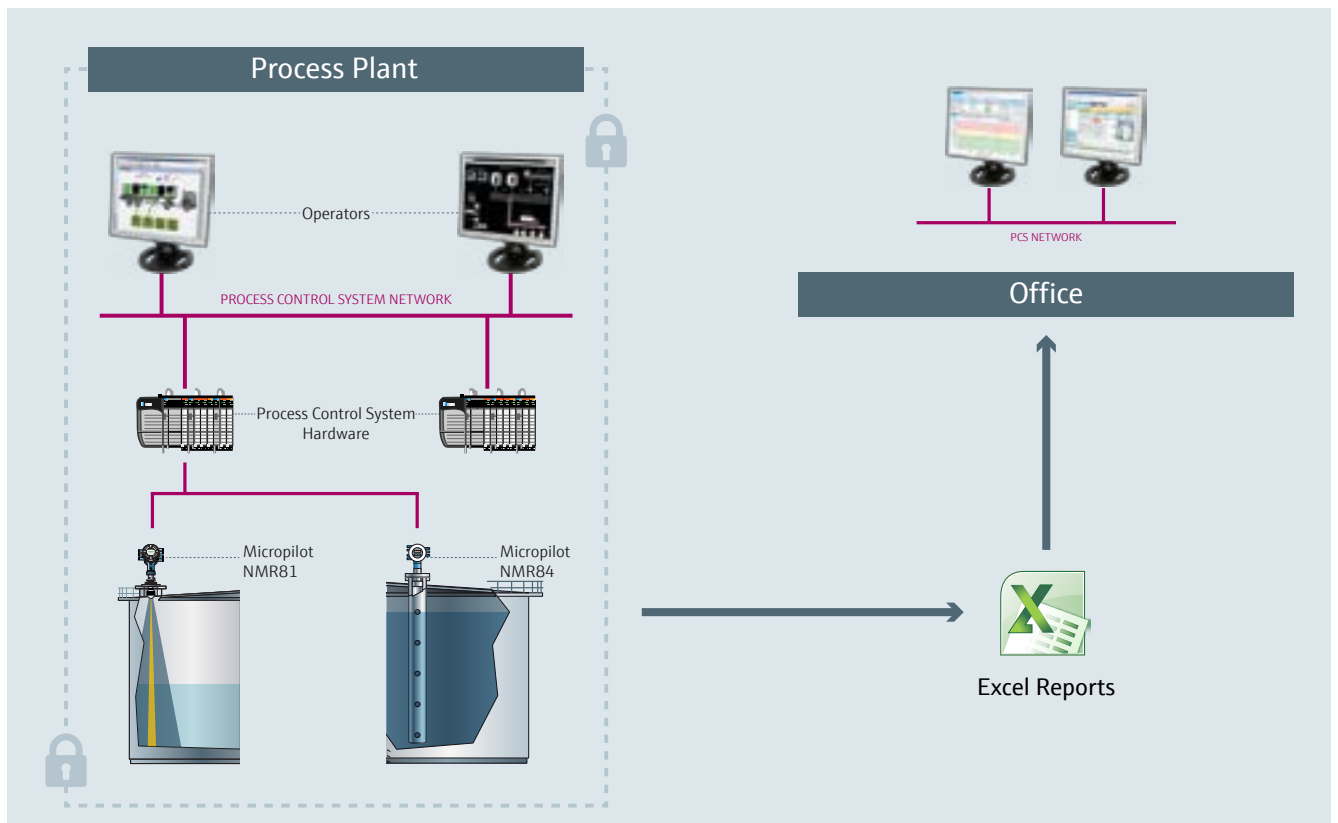 Process Plant
Operators
PROCESS CONTROL SYSTEM NETWORK
Process Control System
Hardware
Micropilot
NMR81
Micropilot
NMR84
PCS NETWORK
Office
Excel Reports